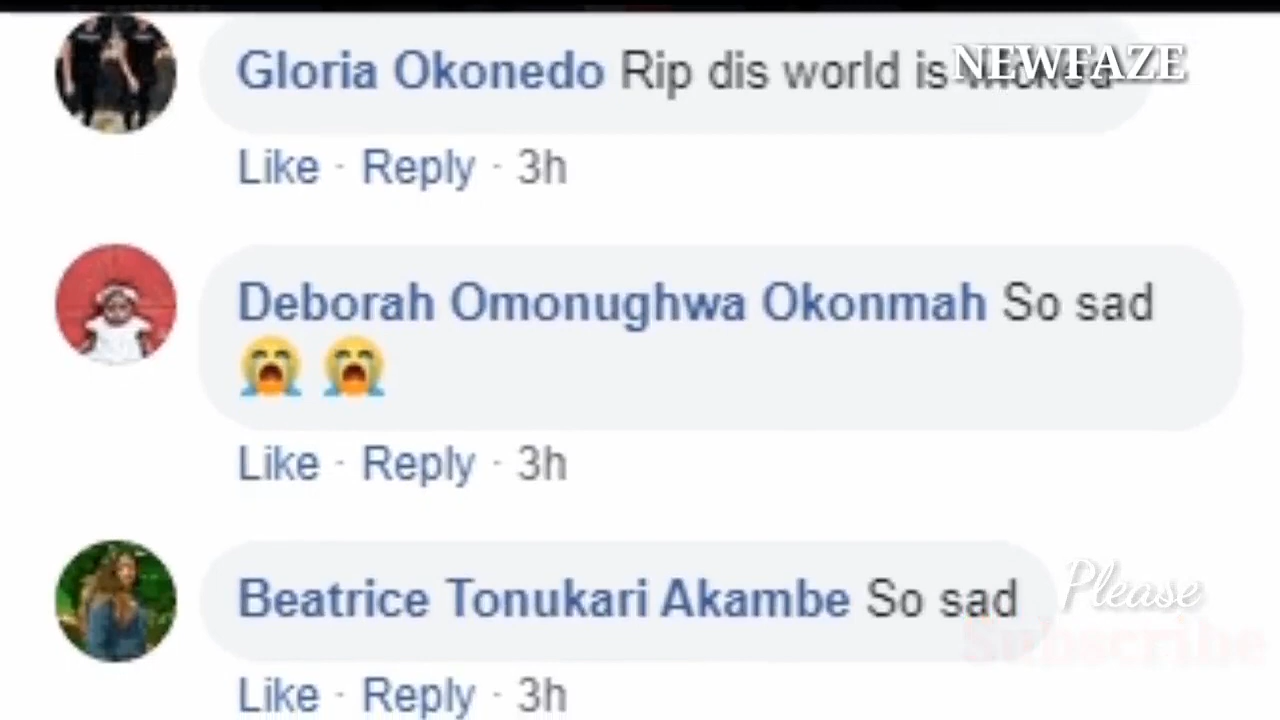 Gloria Okonedo Rip dis world is
NEWFAZE
Like · Reply · 3h
Deborah Omonughwa Okonmah So sad
😭 😭
Like · Reply · 3h
Beatrice Tonukari Akambe So sad
Please
Subscribe
Like · Reply · 3h